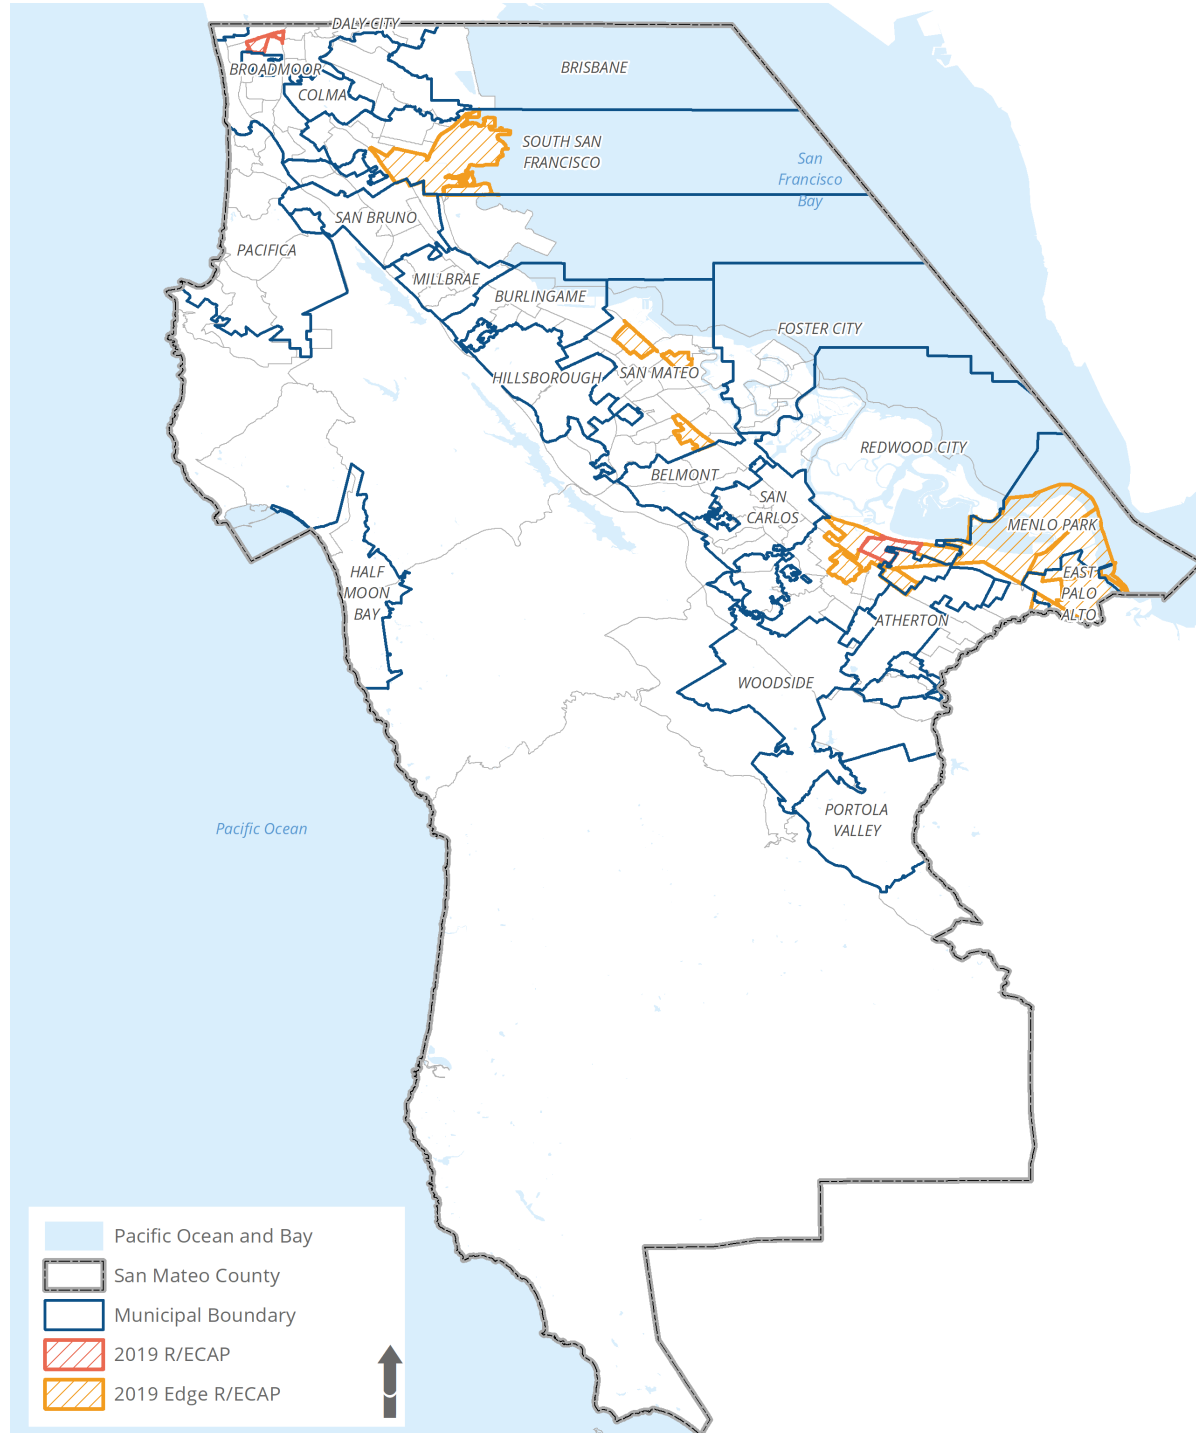 DALY CITY
BRISBANE
BROADMOOR
COLMA
SOUTH SAN
FRANCISCO
San
Francisco
Bay
SAN BRUNO
PACIFICA
MILLBRAE
BURLINGAME
FOSTER CITY
HILLSBOROUGH
SAN MATEO
REDWOOD CITY
BELMONT
SAN
CARLOS
MENLO PARK
HALF
MOON
BAY
EAST
PALO
ALTO
ATHERTON
WOODSIDE
PORTOLA
VALLEY
Pacific Ocean
Pacific Ocean and Bay
San Mateo County
Municipal Boundary
2019 R/ECAP
2019 Edge R/ECAP